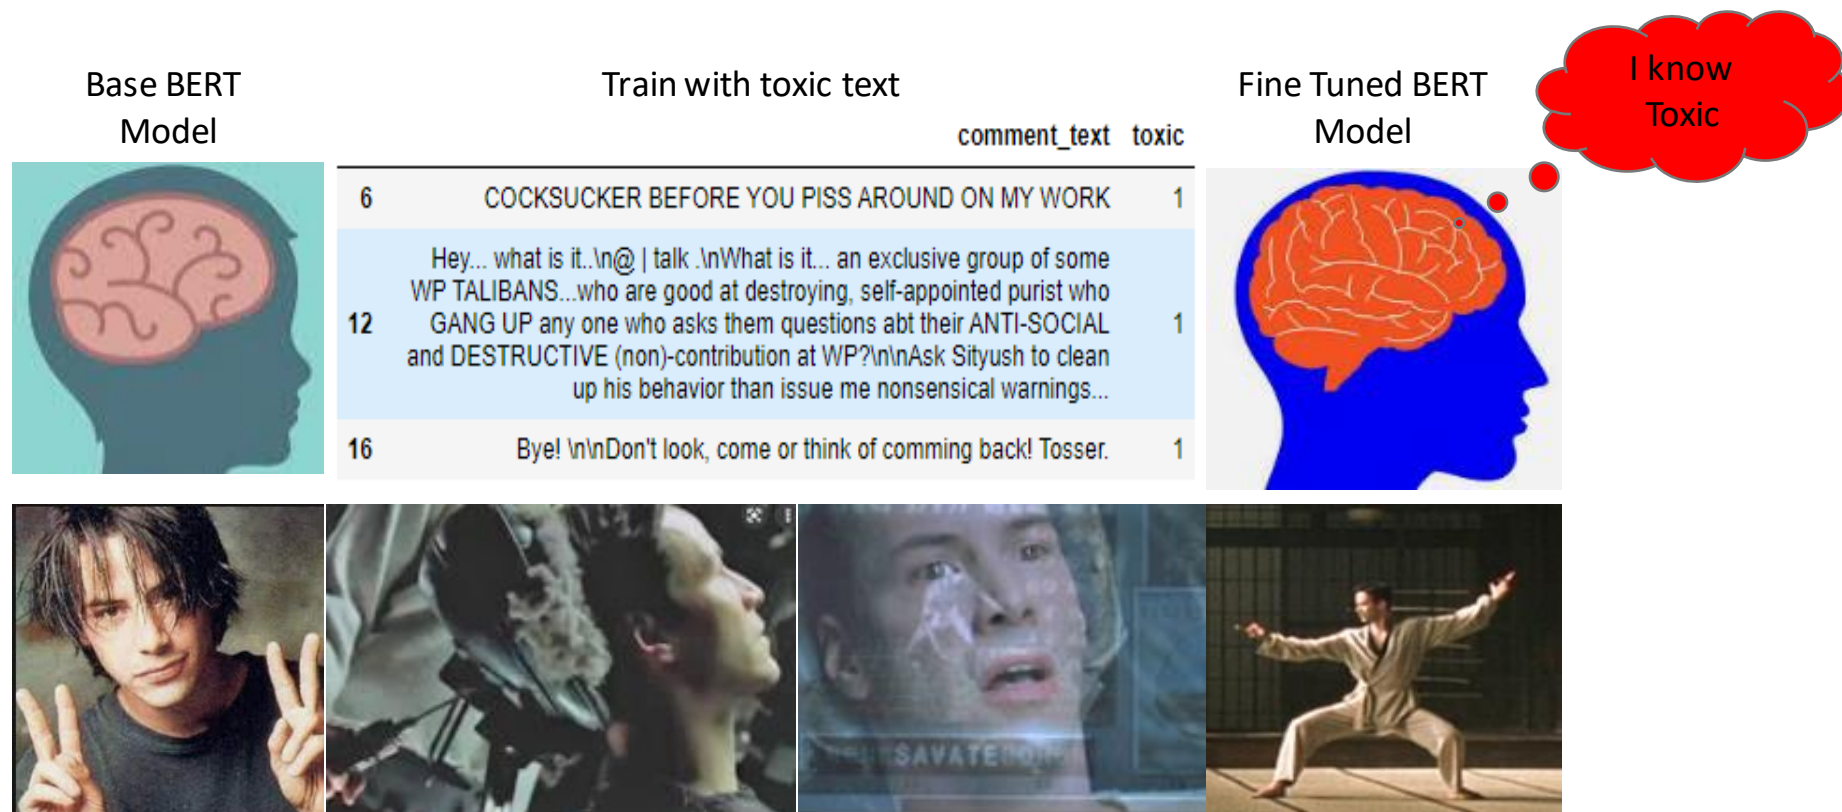 Base BERT
Model
Train with toxic text
Fine Tuned BERT
Model
I know
Toxic
comment_text toxic
6 COCKSUCKER BEFORE YOU PISS AROUND ON MY WORK 1
Hey... what is it..\n@ | talk .\nWhat is it... an exclusive group of some
WP TALIBANS...who are good at destroying, self-appointed purist who
12 GANG UP any one who asks them questions abt their ANTI-SOCIAL 1
and DESTRUCTIVE (non)-contribution at WP?\n\nAsk Sityush to clean
up his behavior than issue me nonsensical warnings...
16 Bye! \n\nDon't look, come or think of comming back! Tosser. 1
SAVATE